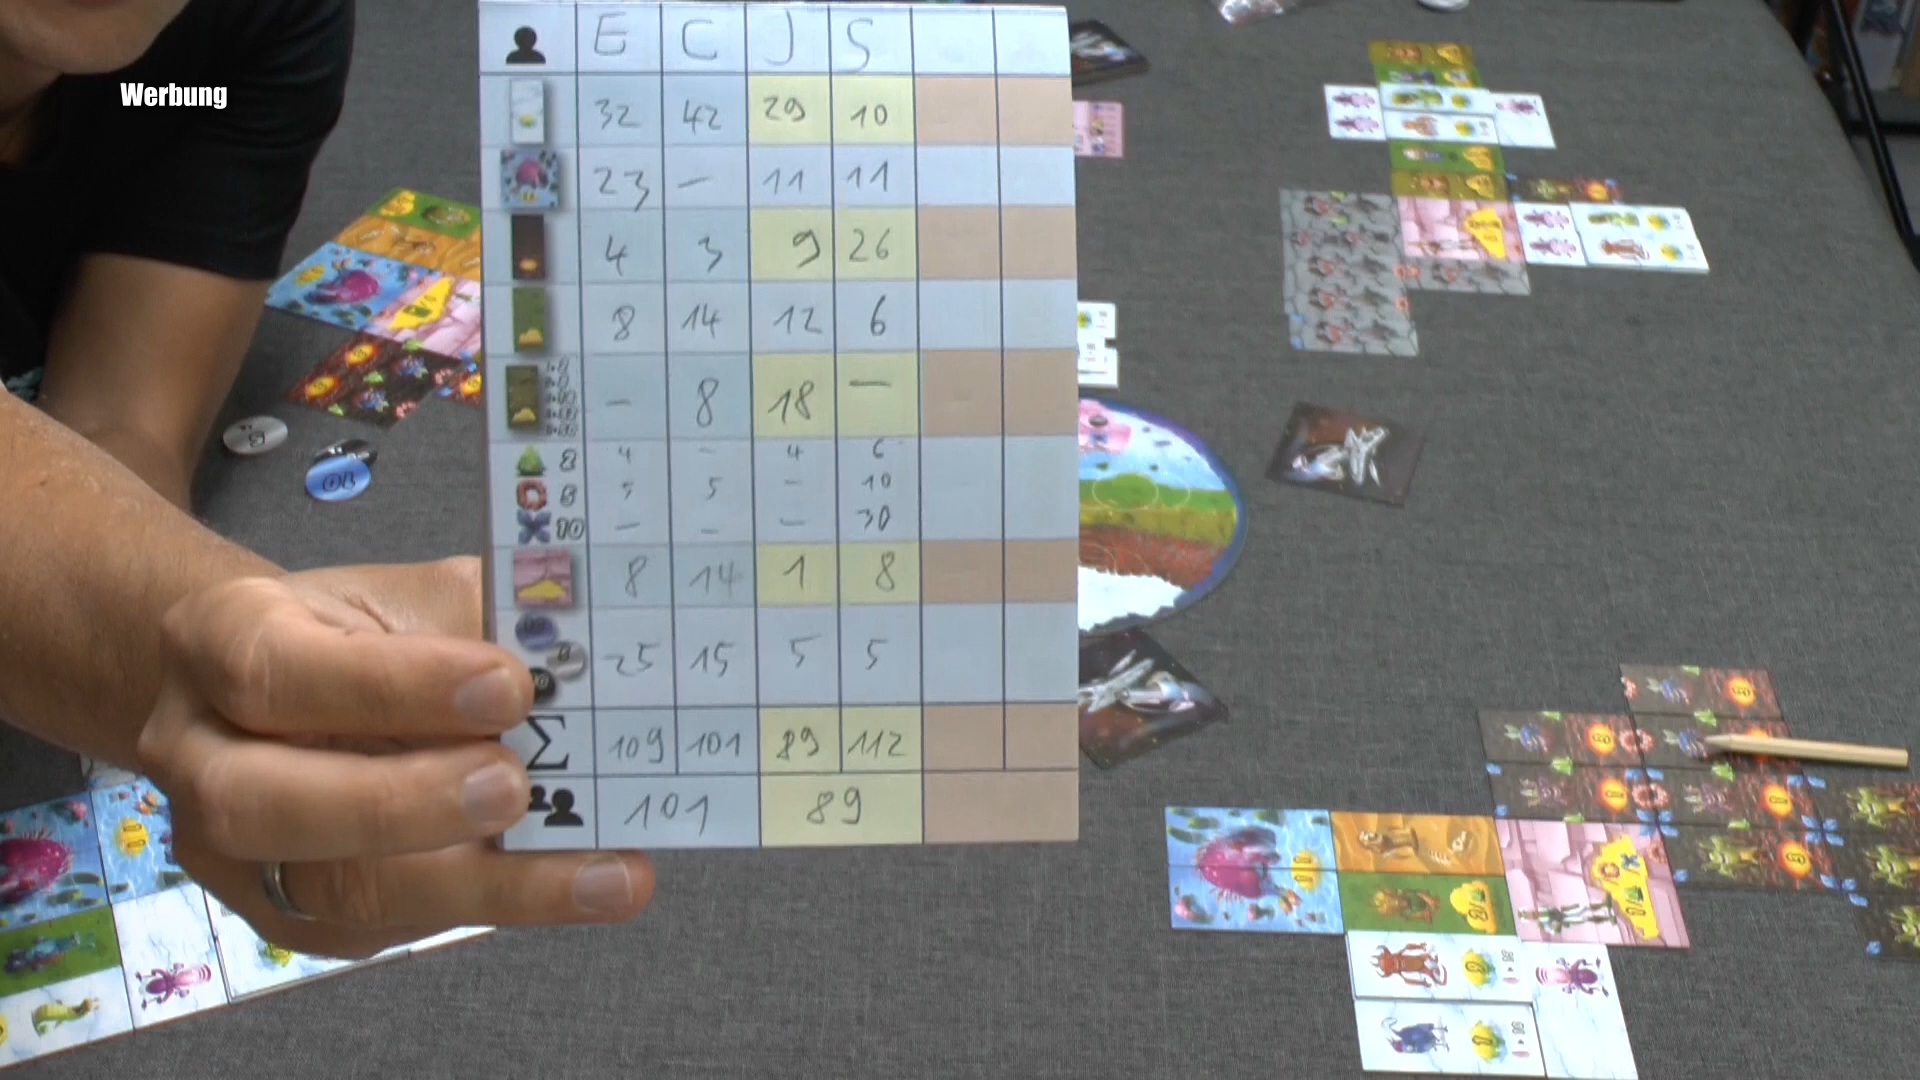 Werbung
E C J S
32 42 29 10
23 — 11 11
4 3 9 26
8 14 12 6
— 8 18 —
2 4 – 4 6
5 5 5 – 10
10 – – – 30
8 14 1 8
25 15 5 5
Σ 109 101 89 112
101 89